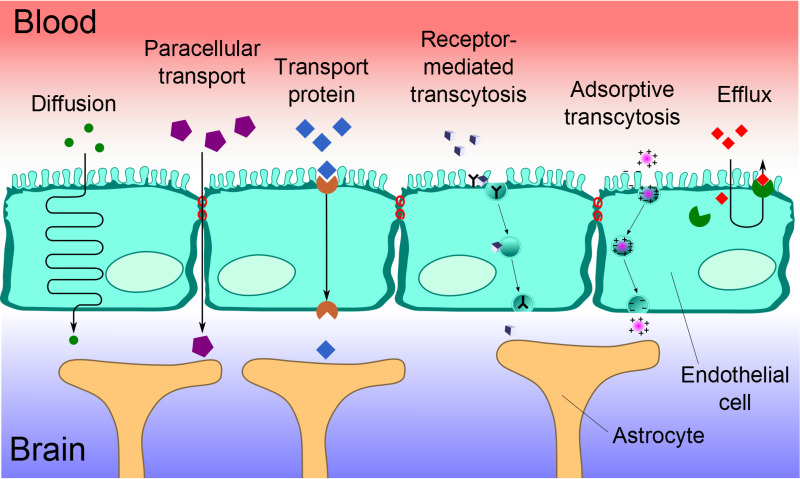 Blood
Paracellular
transport
Transport
protein
Receptor-
mediated
transcytosis
Adsorptive
transcytosis
Efflux
Diffusion
Endothelial
cell
Astrocyte
Brain